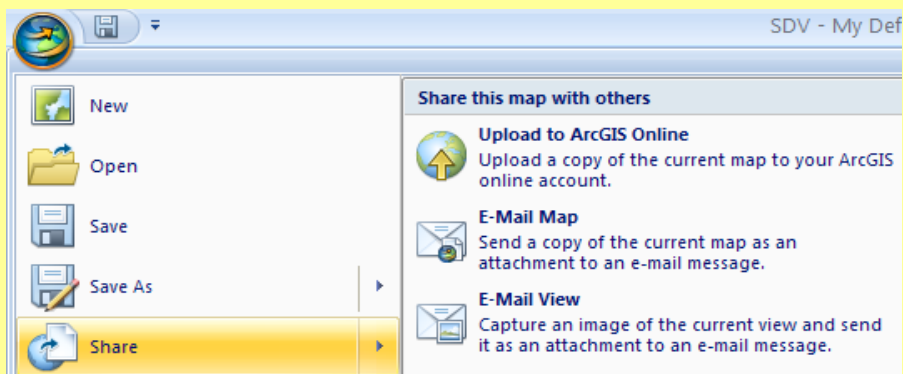 SDV - My Def
New
Open
Save
Save As
Share
Share this map with others
Upload to ArcGIS Online
Upload a copy of the current map to your ArcGIS
online account.
E-Mail Map
Send a copy of the current map as an
attachment to an e-mail message.
E-Mail View
Capture an image of the current view and send
it as an attachment to an e-mail message.